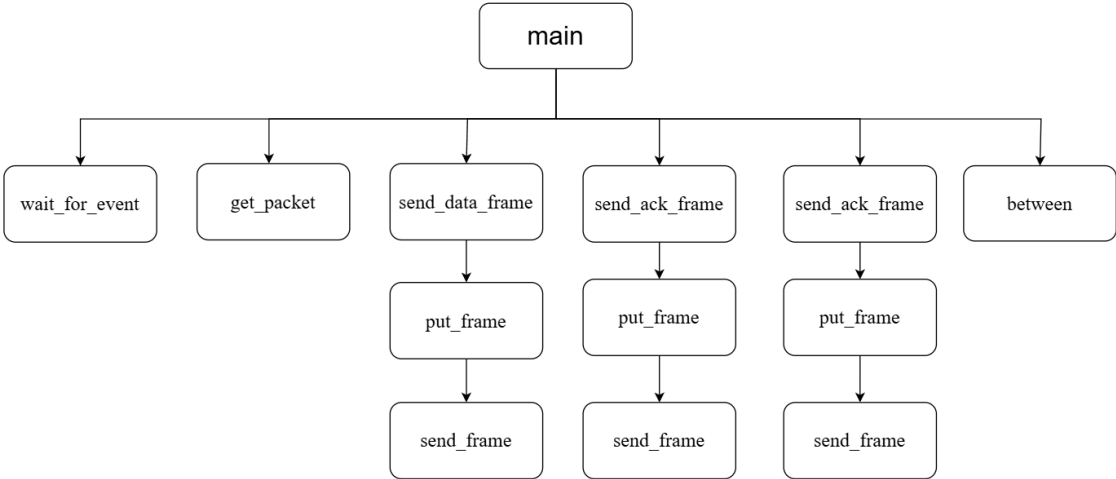 main
wait_for_event
get_packet
send_data_frame
send_ack_frame
send_ack_frame
between
put_frame
put_frame
put_frame
send_frame
send_frame
send_frame